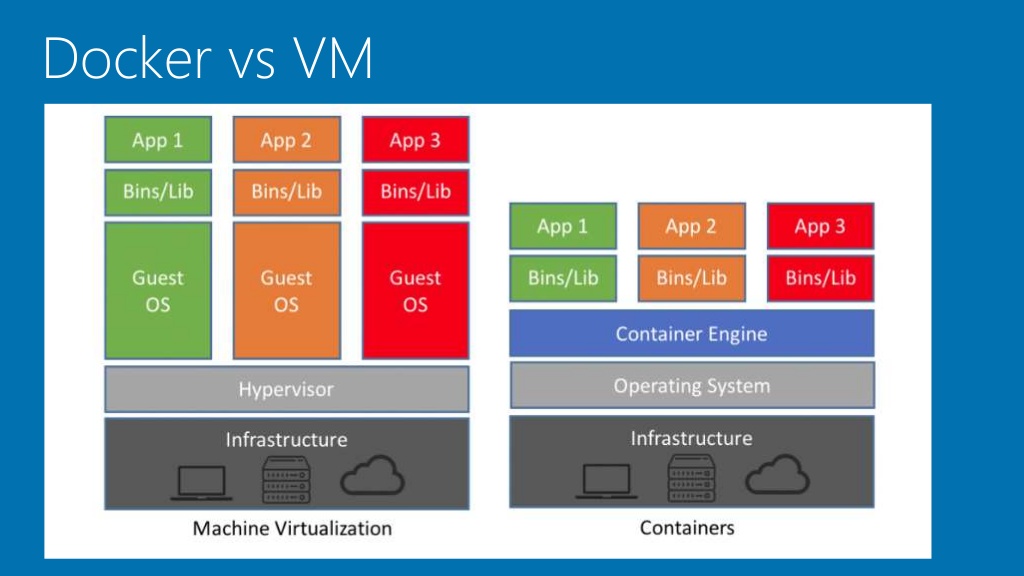 Docker vs VM
App 1
App 2
App 3
Bins/Lib
Bins/Lib
Bins/Lib
Guest
OS
Guest
OS
Guest
OS
Hypervisor
Infrastructure
Machine Virtualization
App 1
App 2
App 3
Bins/Lib
Bins/Lib
Bins/Lib
Container Engine
Operating System
Infrastructure
Containers